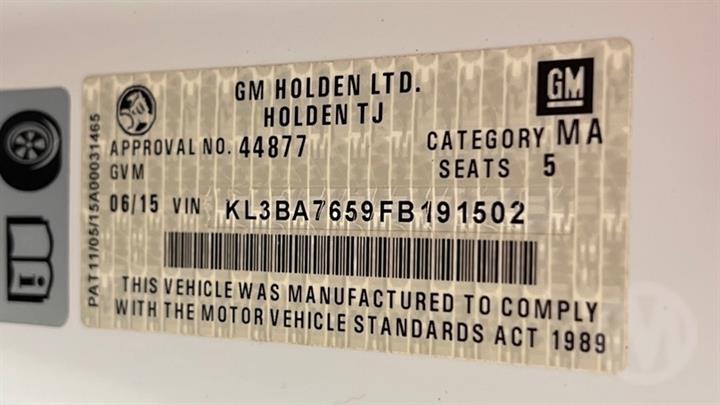 GM HOLDEN LTD.
HOLDEN TJ
GM
APPROVAL NO. 44877
CATEGORY MA
GVM
SEATS 5
06/15 VIN KL3BA7659FB191502
THIS VEHICLE WAS MANUFACTURED TO COMPLY
WITH THE MOTOR VEHICLE STANDARDS ACT 1989
PAT11/05/15A00031465